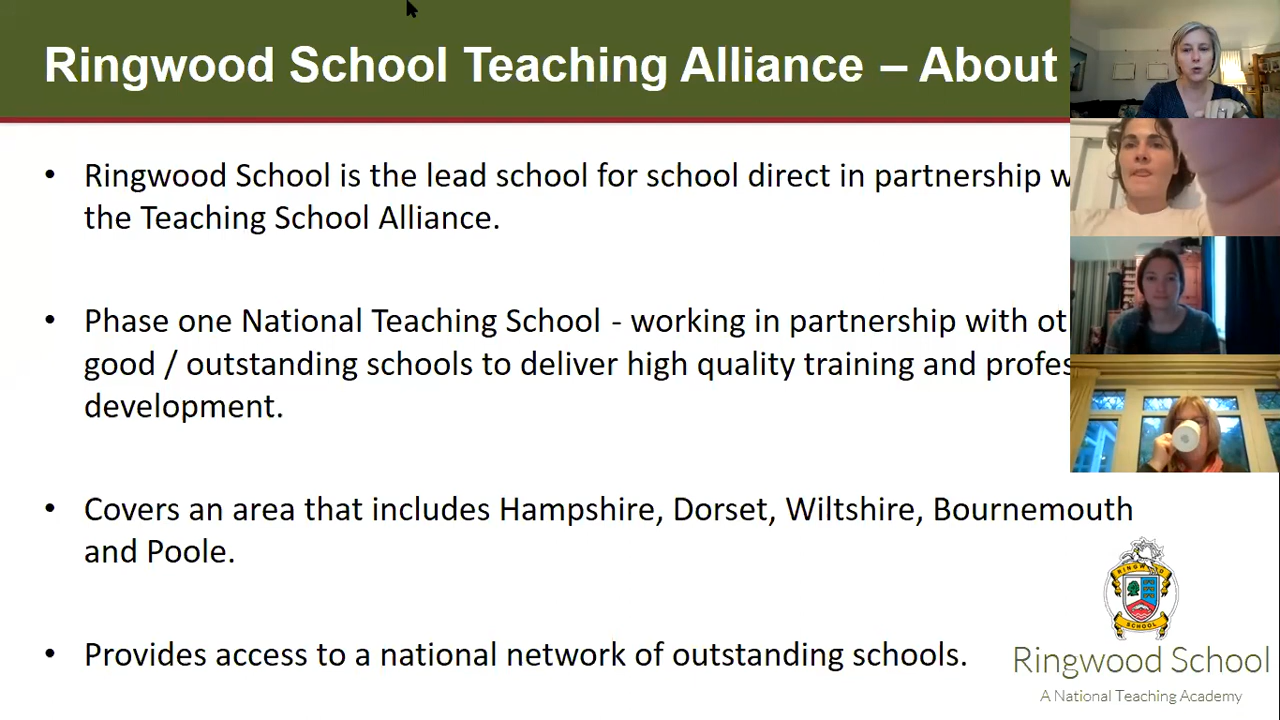 Ringwood School Teaching Alliance – About
• Ringwood School is the lead school for school direct in partnership
the Teaching School Alliance.
• Phase one National Teaching School - working in partnership with
good / outstanding schools to deliver high quality training and
development.
• Covers an area that includes Hampshire, Dorset, Wiltshire, Bournemouth
and Poole.
• Provides access to a national network of outstanding schools.
RINGWOOD
SCHOOL
Ringwood School
A National Teaching Academy